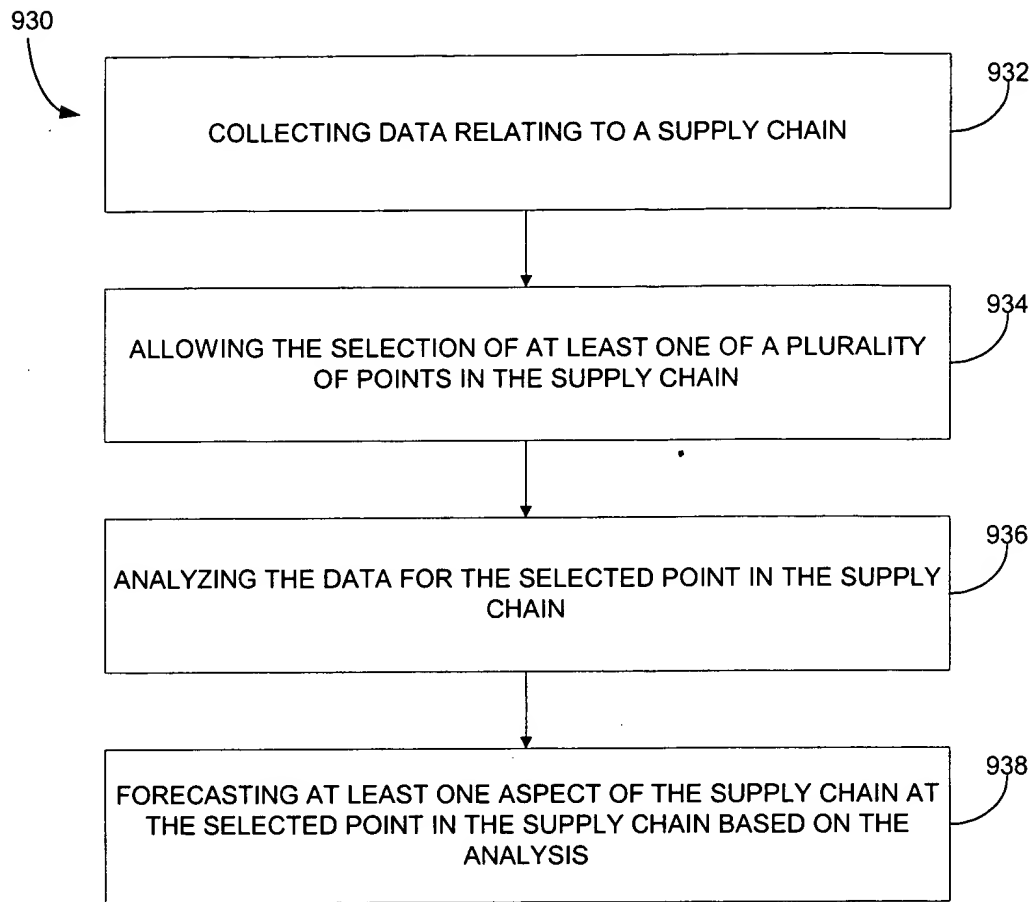 930
932
COLLECTING DATA RELATING TO A SUPPLY CHAIN
934
ALLOWING THE SELECTION OF AT LEAST ONE OF A PLURALITY
OF POINTS IN THE SUPPLY CHAIN
936
ANALYZING THE DATA FOR THE SELECTED POINT IN THE SUPPLY
CHAIN
938
FORECASTING AT LEAST ONE ASPECT OF THE SUPPLY CHAIN AT
THE SELECTED POINT IN THE SUPPLY CHAIN BASED ON THE
ANALYSIS